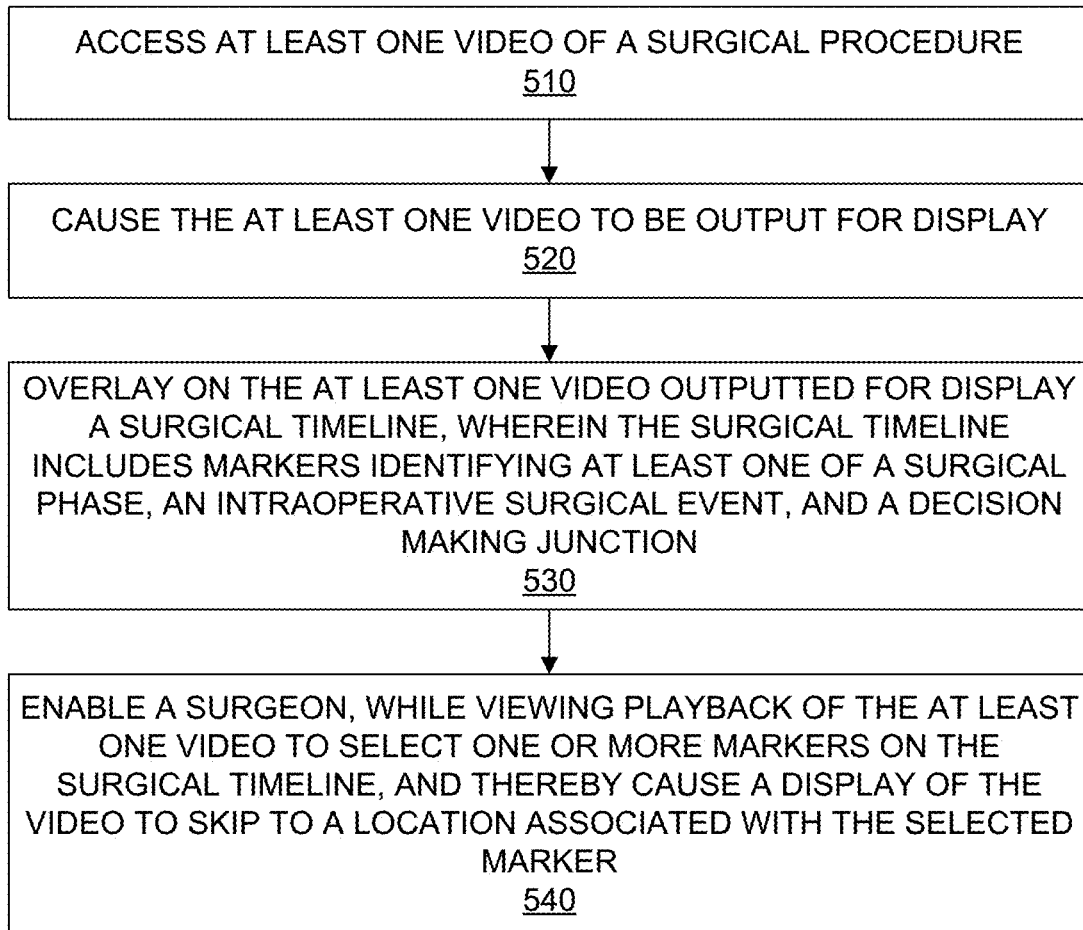 ACCESS AT LEAST ONE VIDEO OF A SURGICAL PROCEDURE
510
CAUSE THE AT LEAST ONE VIDEO TO BE OUTPUT FOR DISPLAY
520
OVERLAY ON THE AT LEAST ONE VIDEO OUTPUTTED FOR DISPLAY
A SURGICAL TIMELINE, WHEREIN THE SURGICAL TIMELINE
INCLUDES MARKERS IDENTIFYING AT LEAST ONE OF A SURGICAL
PHASE, AN INTRAOPERATIVE SURGICAL EVENT, AND A DECISION
MAKING JUNCTION
530
ENABLE A SURGEON, WHILE VIEWING PLAYBACK OF THE AT LEAST
ONE VIDEO TO SELECT ONE OR MORE MARKERS ON THE
SURGICAL TIMELINE, AND THEREBY CAUSE A DISPLAY OF THE
VIDEO TO SKIP TO A LOCATION ASSOCIATED WITH THE SELECTED
MARKER
540